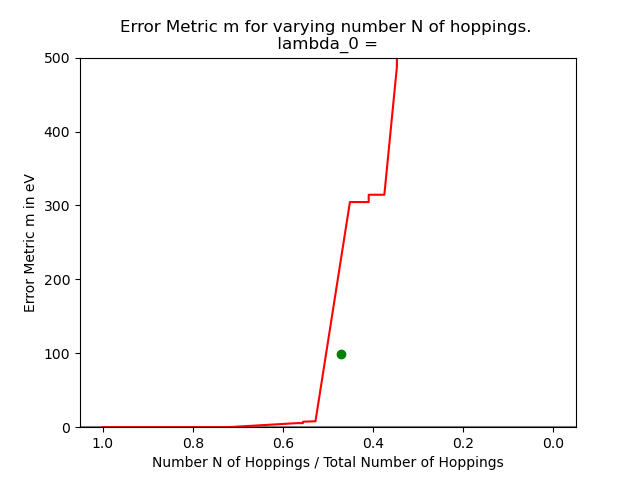 Error Metric m for varying number N of hoppings.
lambda_0 =
500
400
300
200
100
0
Error Metric m in eV
1.0 0.8 0.6 0.4 0.2 0.0
Number N of Hoppings / Total Number of Hoppings